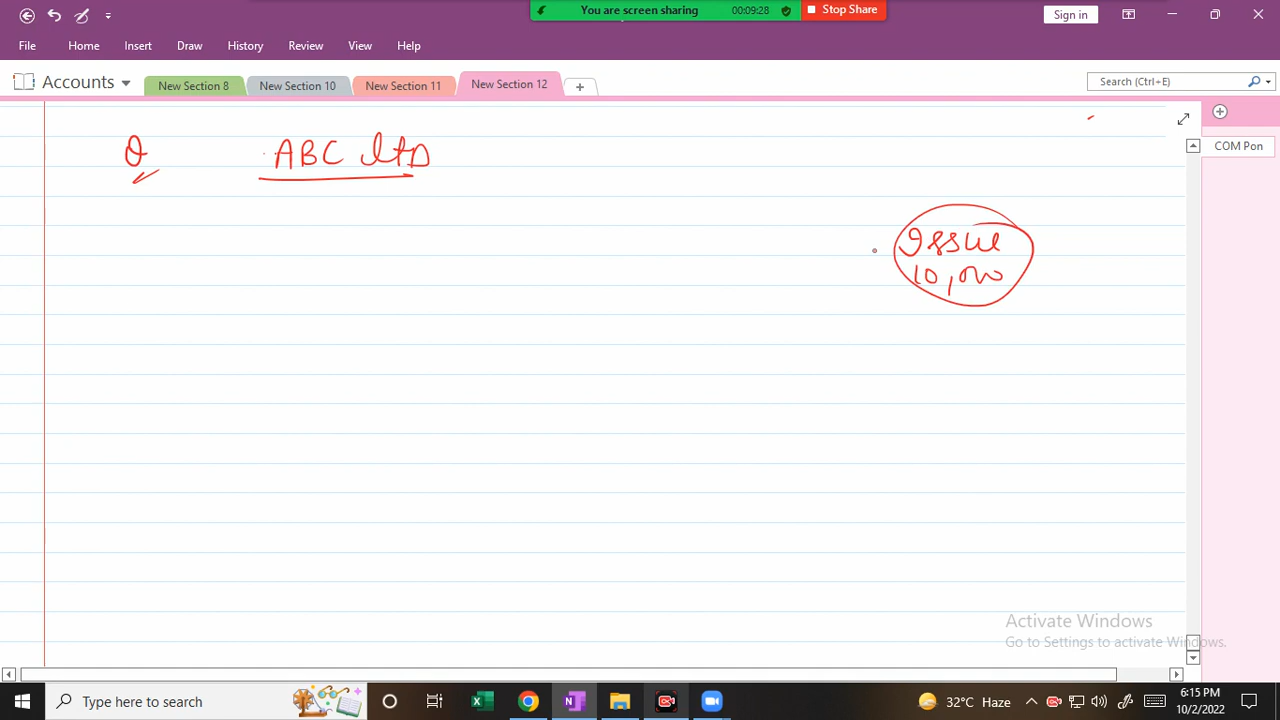 You are screen sharing 00:09:28 Stop Share
Sign in
File Home Insert Draw History Review View Help
Accounts New Section 8 New Section 10 New Section 11 New Section 12 + Search (Ctrl+E)
COM Pon
Q ABC LTD
Issue
10,000
Activate Windows
Go to Settings to activate Windows.
Type here to search
32°C Haze
6:15 PM
10/2/2022